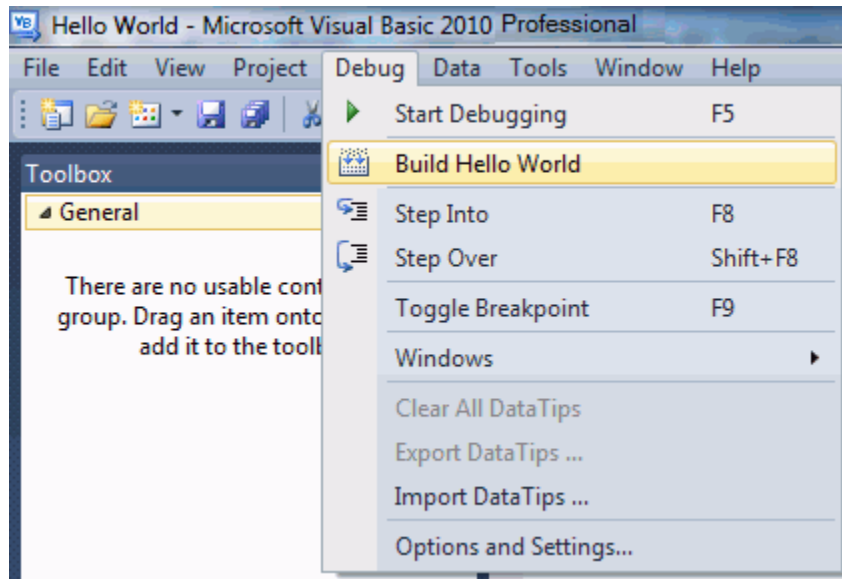 Hello World - Microsoft Visual Basic 2010 Professional
File Edit View Project Debug Data Tools Window Help
Start Debugging F5
Build Hello World
Step Into F8
Step Over Shift+F8
Toggle Breakpoint F9
Windows
Clear All DataTips
Export DataTips ...
Import DataTips ...
Options and Settings...
Toolbox
General
There are no usable
group. Drag an item
add it to the